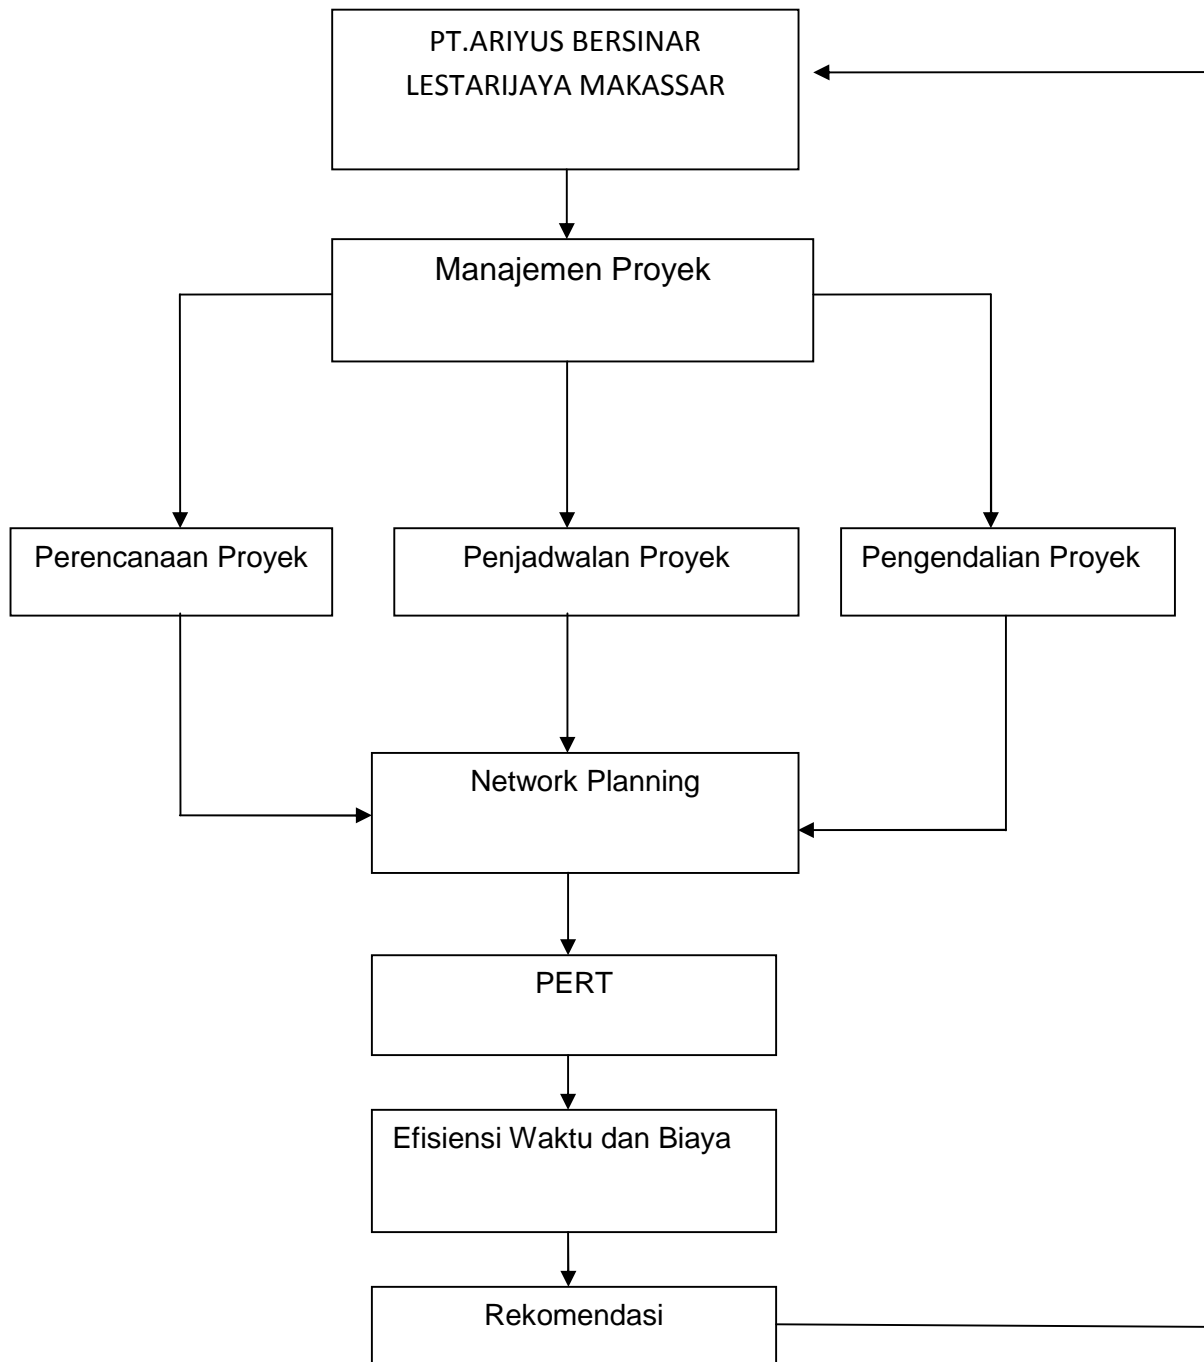 PT.ARIYUS BERSINAR
LESTARIJAYA MAKASSAR
Manajemen Proyek
Perencanaan Proyek
Penjadwalan Proyek
Pengendalian Proyek
Network Planning
PERT
Efisiensi Waktu dan Biaya
Rekomendasi